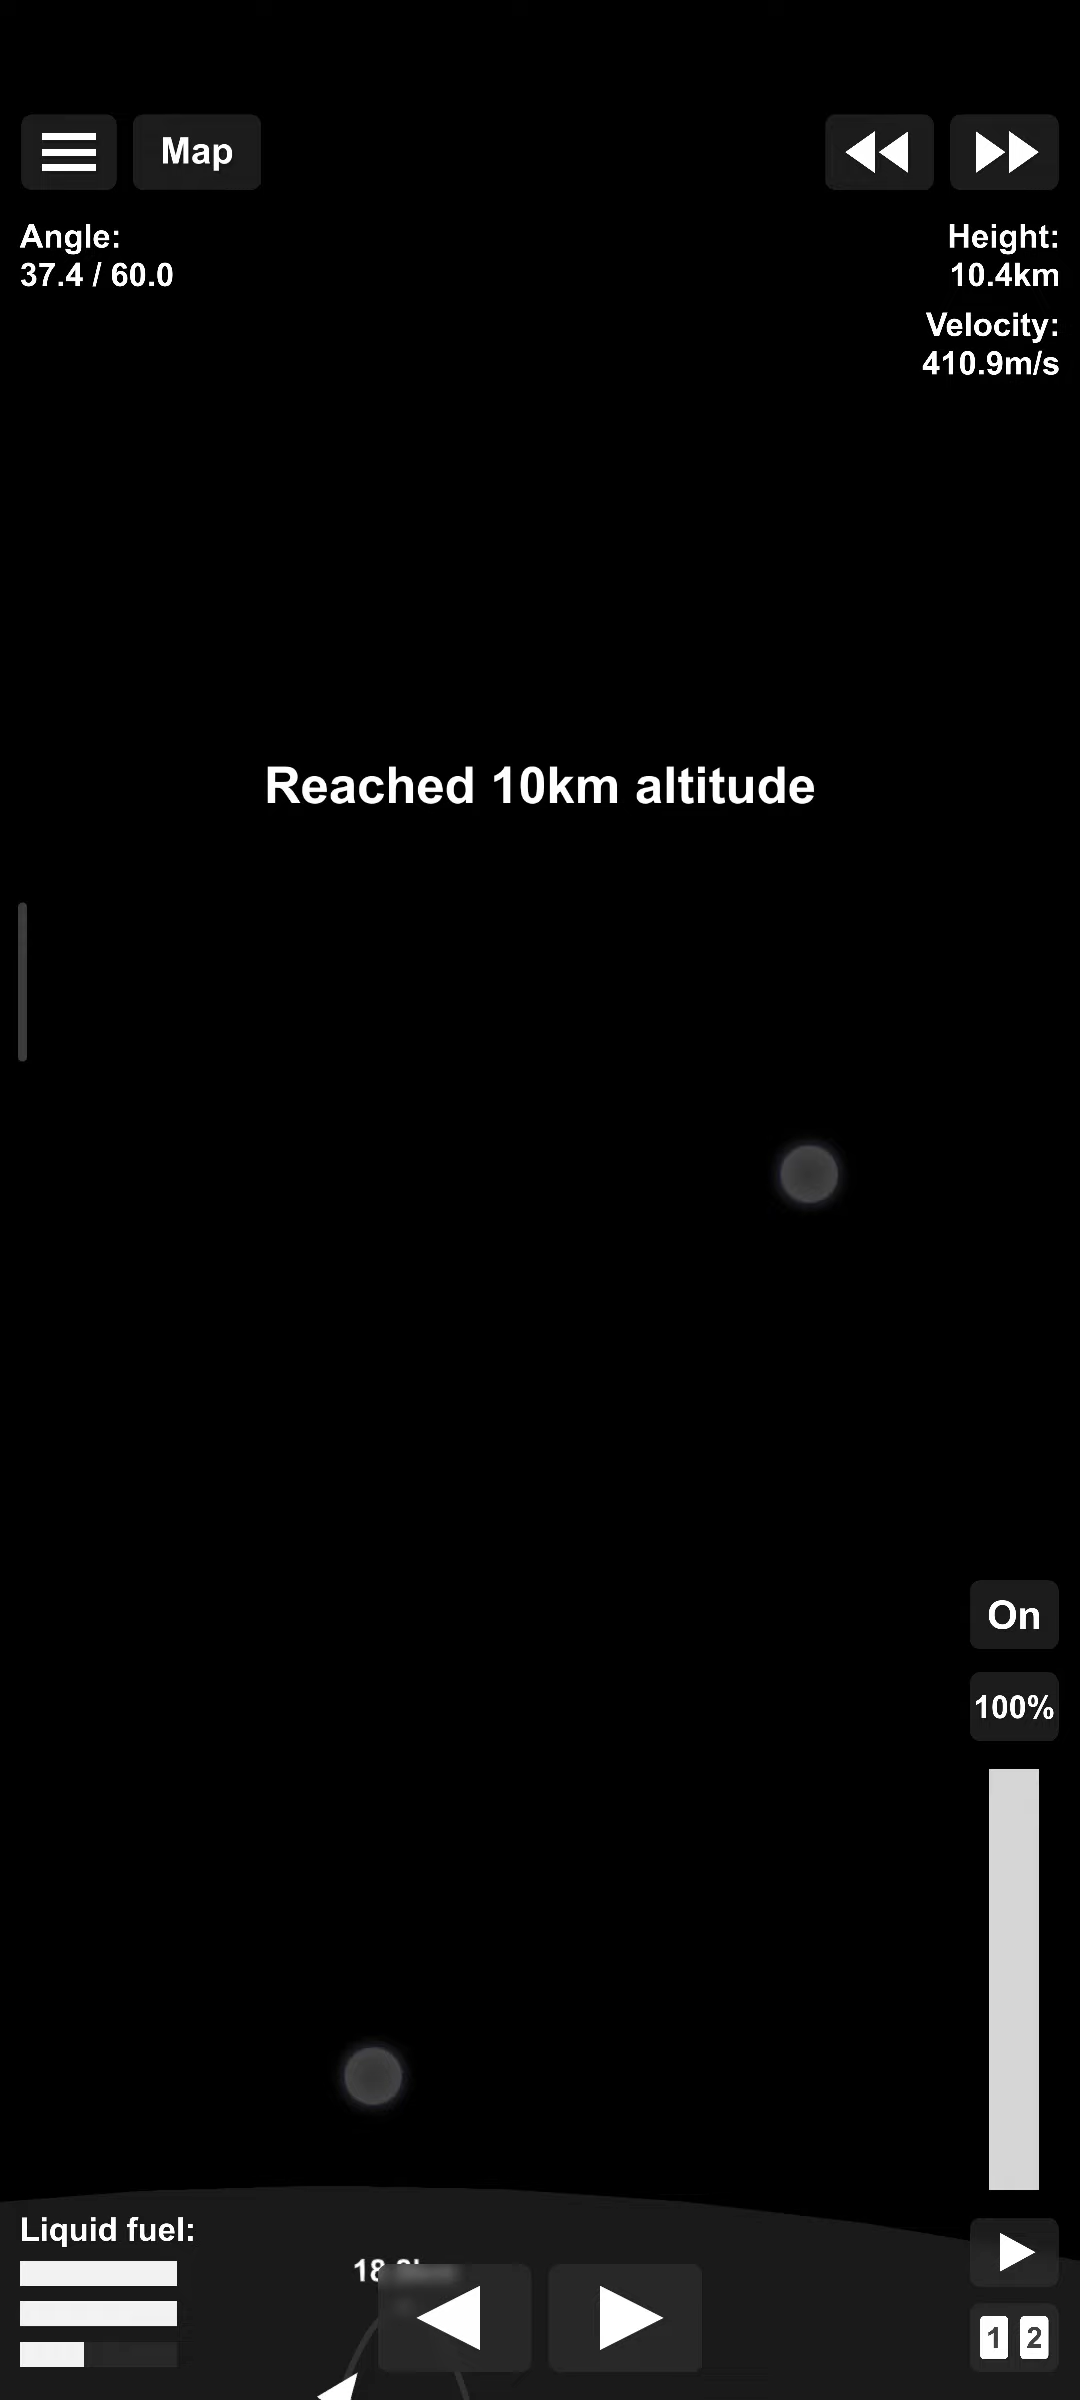 Map
Angle:
37.4 / 60.0
Height:
10.4km
Velocity:
410.9m/s
Reached 10km altitude
On
100%
Liquid fuel:
1 2